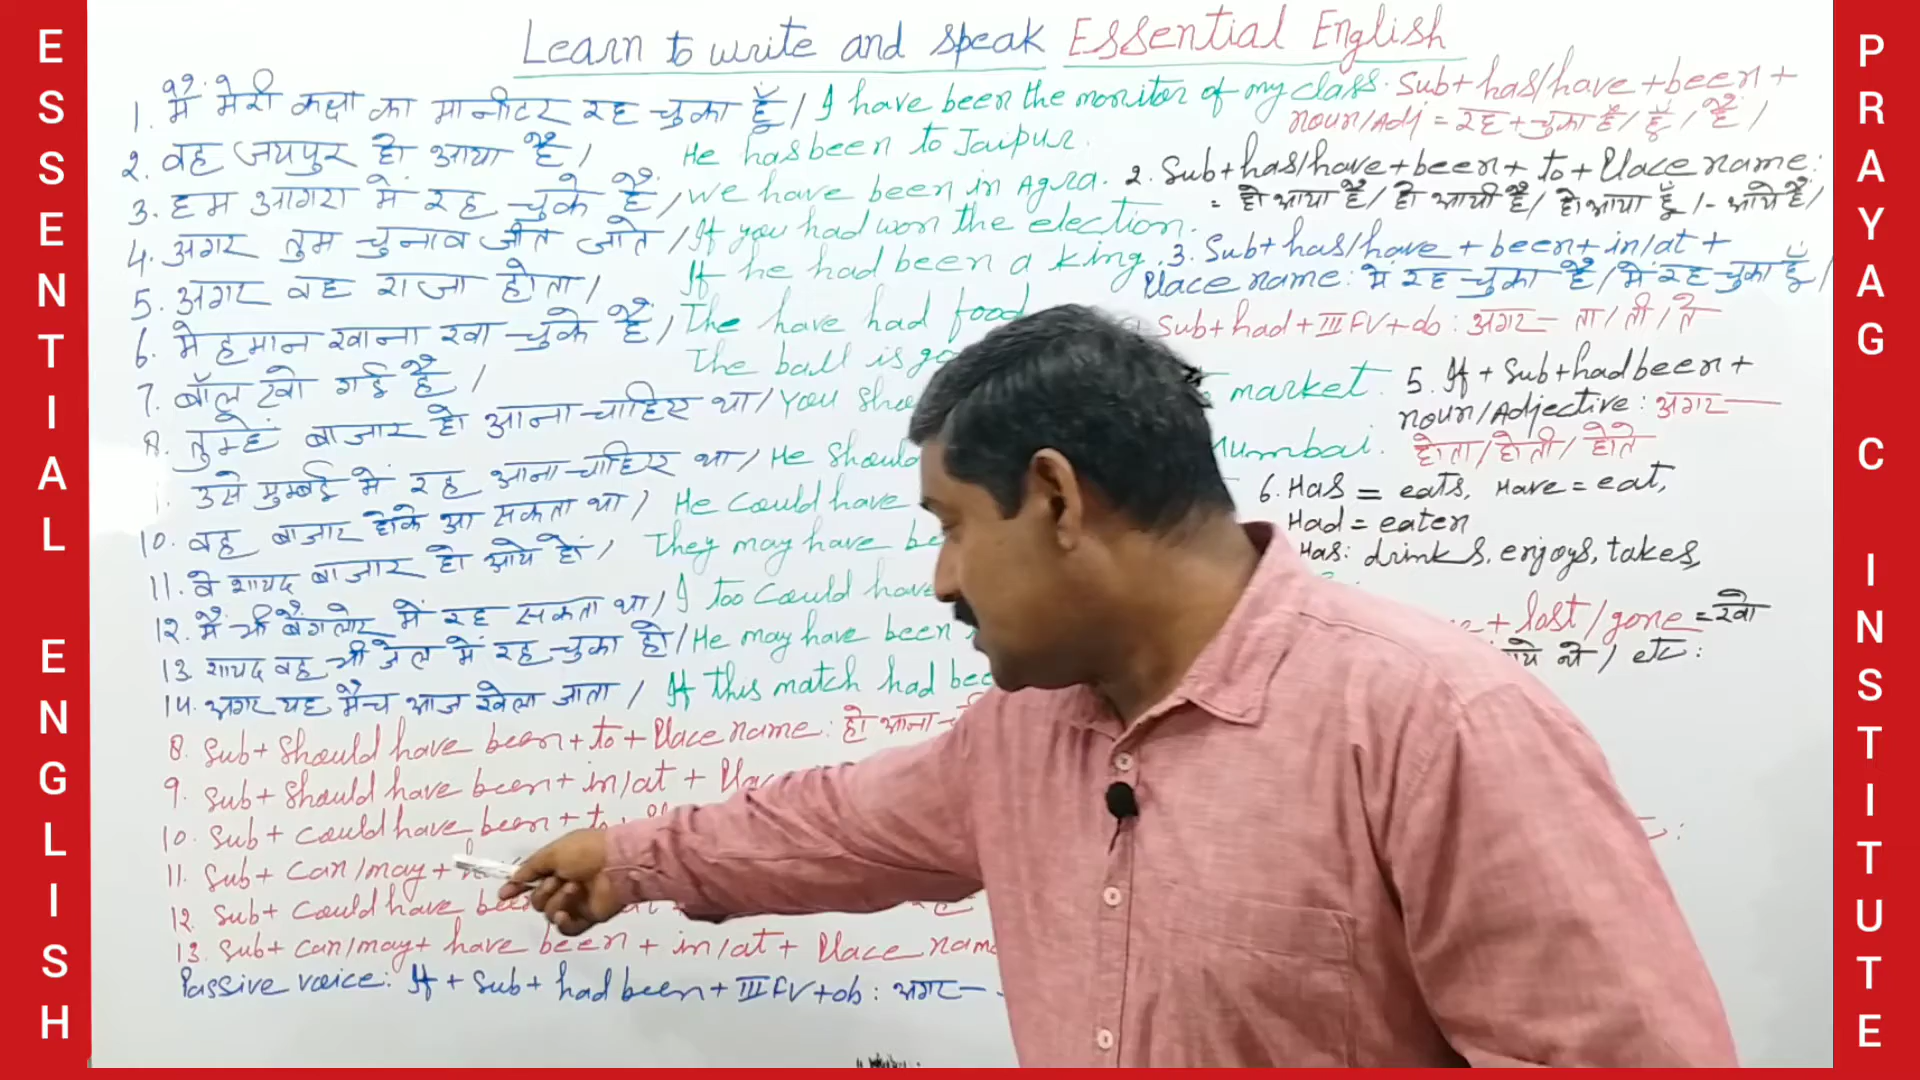 ESSENTIAL ENGLISH
Learn to write and speak Essential English
1. मैं मेरी कक्षा का मानीटर रह चुका हूँ। I have been the monitor of my class. Sub+has/have+been+
noun/Adj = रह+चुका है/हूँ/हैं।
2. वह जयपुर हो आया है। He has been to Jaipur.
2. Sub+has/have+been+to+Place name:
= हो आया है/हो आयी है/हो आया हूँ/- आये हैं/
3. हम आगरा में रह चुके हैं। We have been in Agra.
4. अगर तुम चुनाव जीत जाते। If you had won the election.
3. Sub+has/have+been+in/at+
Place name: में रह चुका है/में रह चुका हूँ/
5. अगर वह राजा होता। If he had been a king.
6. मेहमान खाना खा चुके हैं। The have had food
Sub+had+III FV+ob: अगर- ता/ती/ते
7. बॉल खो गई है। The ball is
8. तुम्हें बाजार हो आना चाहिए था। You market.
5. If+Sub+had been+
noun/Adjective: अगर-
होता/होती/होते
उसे मुम्बई में रह आना चाहिए था। He Should Mumbai.
6. Has = eats, Have = eat,
Had = eaten
10. वह बाजार होके आ सकता था। He Could have
Has: drinks, enjoys, takes,
11. वे शायद बाजार हो आये हों। They may have
12. मैं भी बैंगलोर में रह सकता था। I too Could have
+ lost/gone = खो
13. शायद वह भी जेल में रह चुका हो। He may have been
etc:
14. अगर यह मैच आज खेला जाता। If this match had
8. Sub+Should have been+to+Place name: हो आना
9. Sub+Should have been+in/at+
10. Sub+could have been+
11. Sub+can/may+
12. Sub+Could have
13. Sub+can/may+have been+in/at+Place name
Passive voice: If+Sub+had been+III FV+ob: अगर-
PRAYAG C INSTITUTE